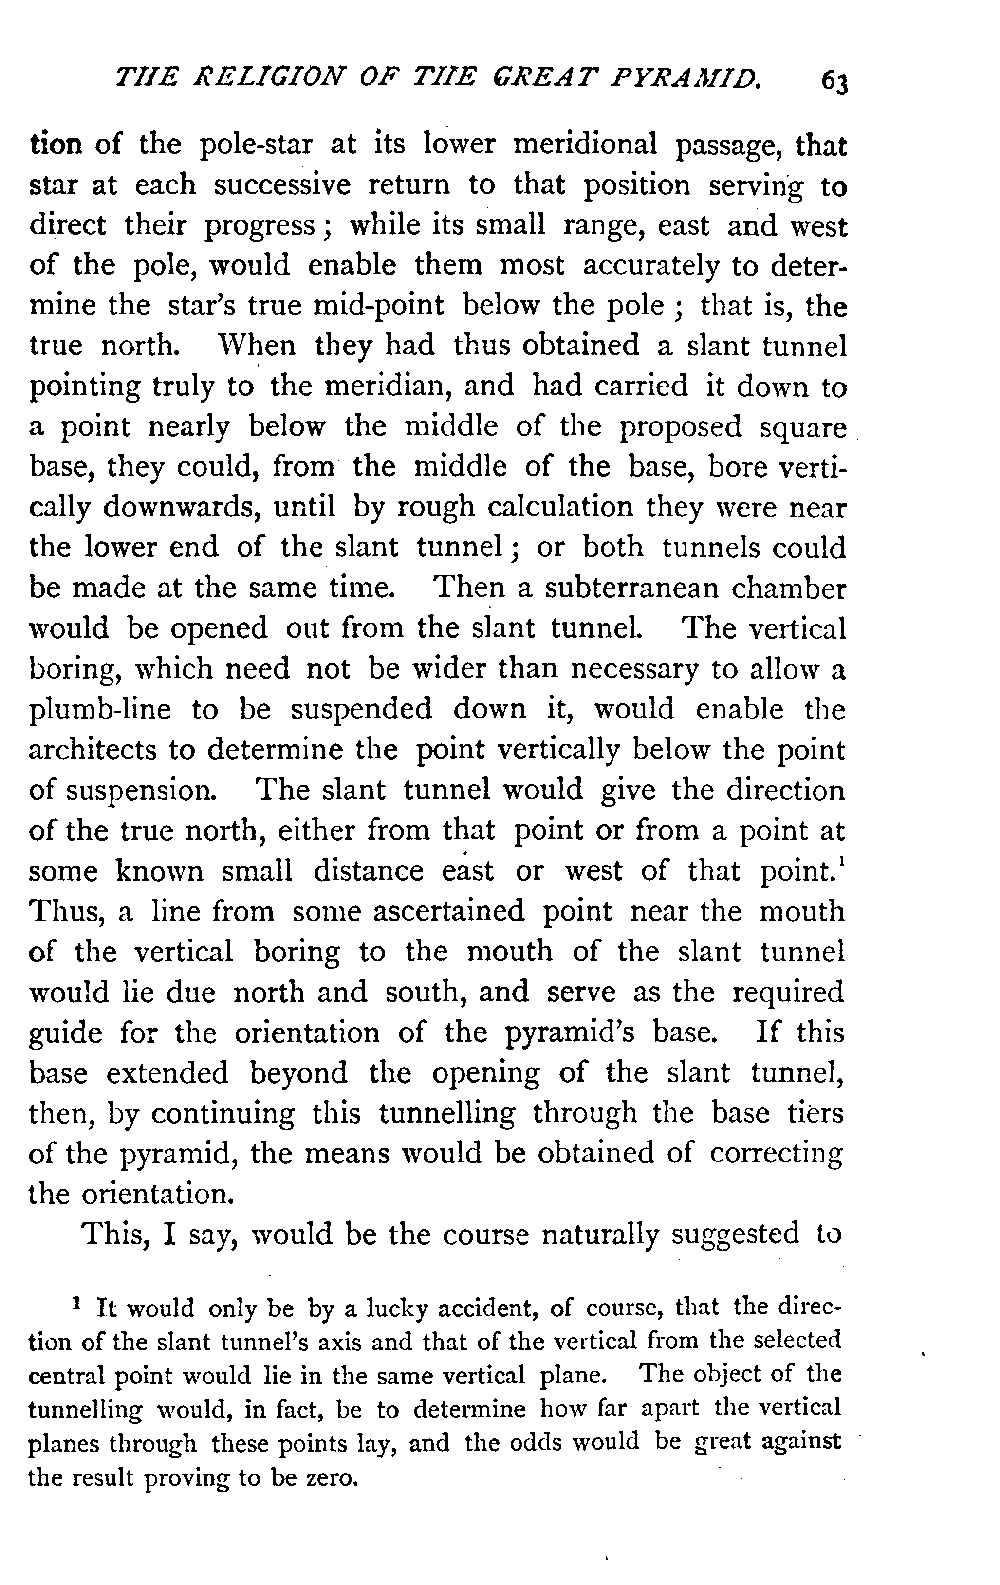 THE RELIGION OF THE GREAT PYRAMID. 63
tion of the pole-star at its lower meridional passage, that
star at each successive return to that position serving to
direct their progress ; while its small range, east and west
of the pole, would enable them most accurately to deter-
mine the star's true mid-point below the pole ; that is, the
true north. When they had thus obtained a slant tunnel
pointing truly to the meridian, and had carried it down to
a point nearly below the middle of the proposed square
base, they could, from the middle of the base, bore verti-
cally downwards, until by rough calculation they were near
the lower end of the slant tunnel ; or both tunnels could
be made at the same time. Then a subterranean chamber
would be opened out from the slant tunnel. The vertical
boring, which need not be wider than necessary to allow a
plumb-line to be suspended down it, would enable the
architects to determine the point vertically below the point
of suspension. The slant tunnel would give the direction
of the true north, either from that point or from a point at
some known small distance east or west of that point.¹
Thus, a line from some ascertained point near the mouth
of the vertical boring to the mouth of the slant tunnel
would lie due north and south, and serve as the required
guide for the orientation of the pyramid's base. If this
base extended beyond the opening of the slant tunnel,
then, by continuing this tunnelling through the base tiers
of the pyramid, the means would be obtained of correcting
the orientation.
This, I say, would be the course naturally suggested to
¹ It would only be by a lucky accident, of course, that the direc-
tion of the slant tunnel's axis and that of the vertical from the selected
central point would lie in the same vertical plane. The object of the
tunnelling would, in fact, be to determine how far apart the vertical
planes through these points lay, and the odds would be great against
the result proving to be zero.